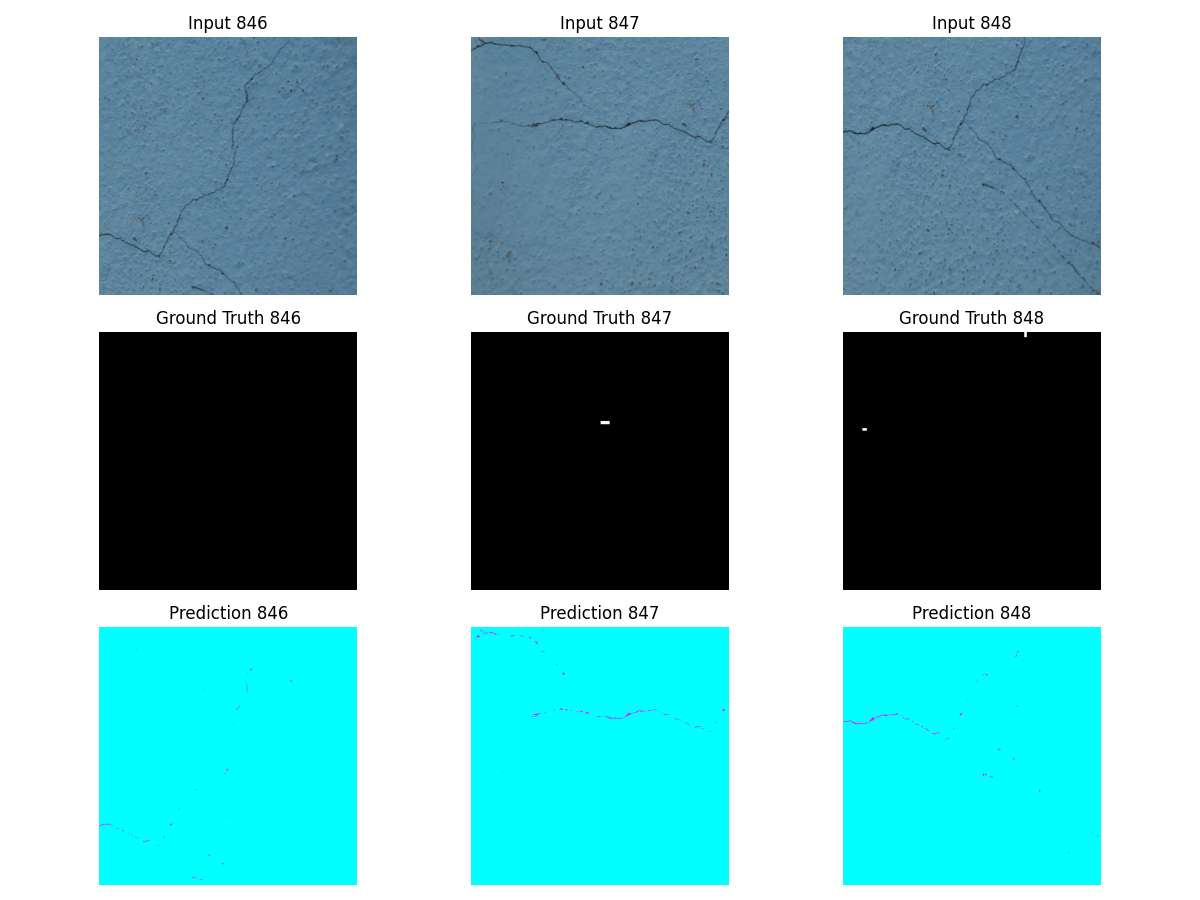 Input 846
Input 847
Input 848
Ground Truth 846
Ground Truth 847
Ground Truth 848
Prediction 846
Prediction 847
Prediction 848